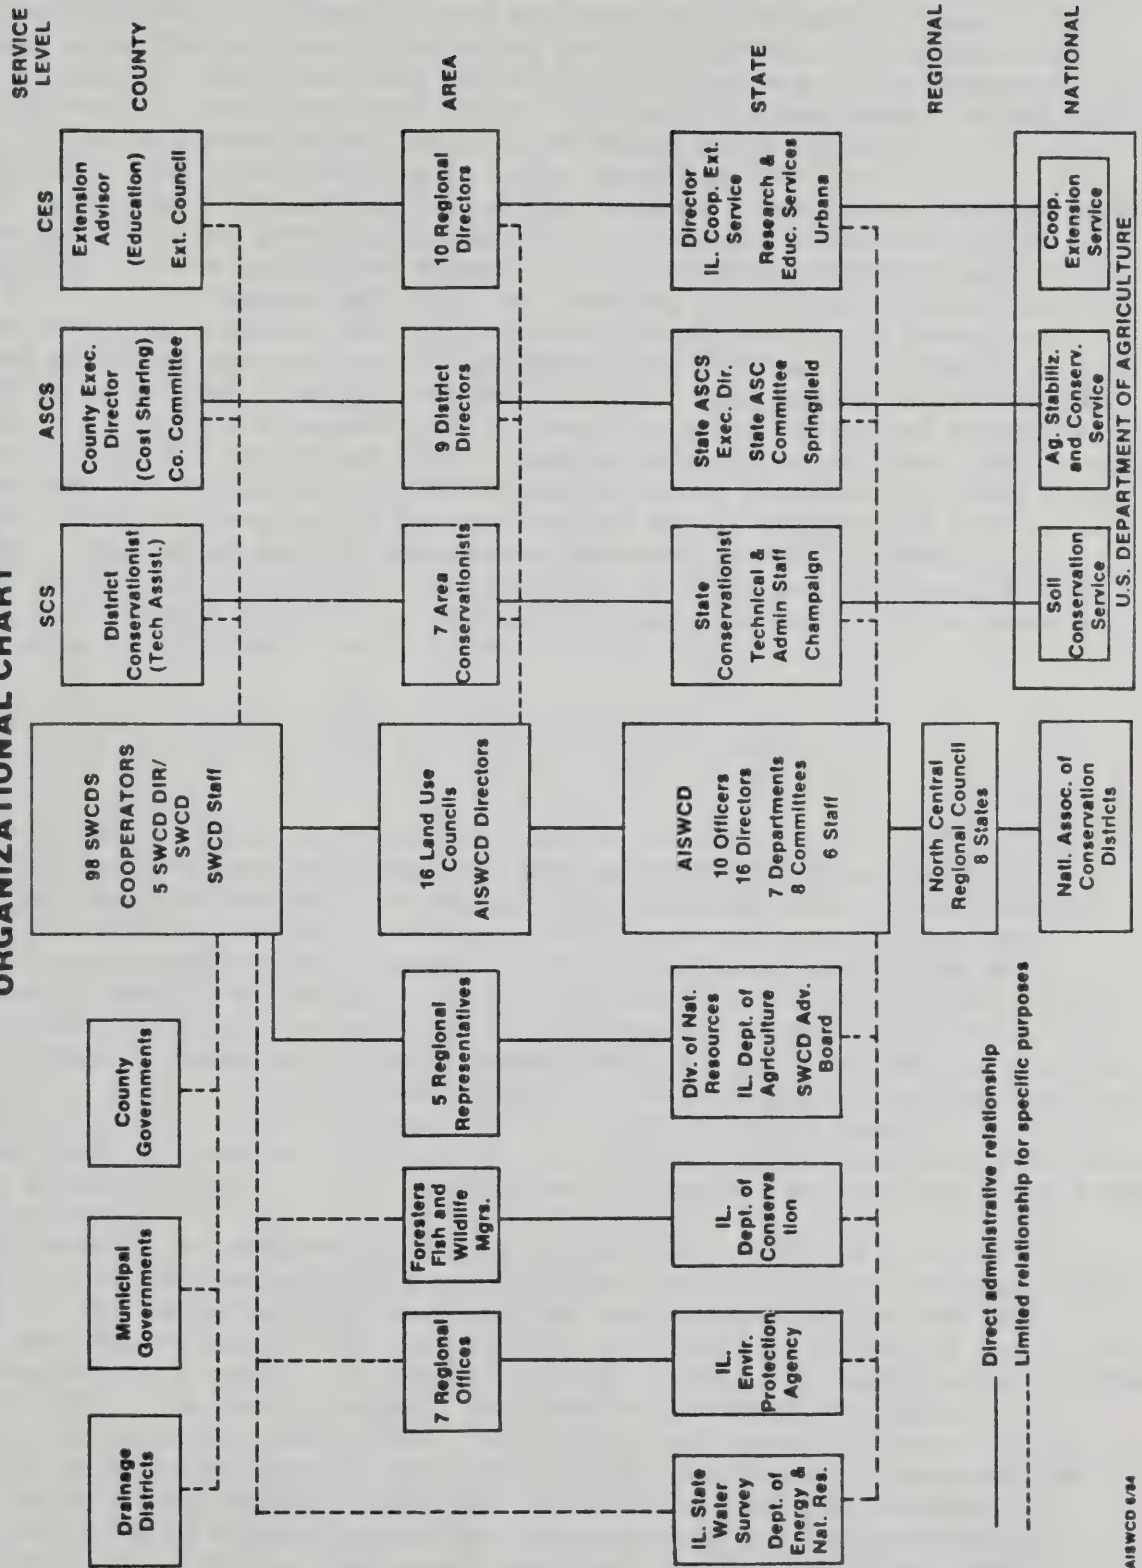 ORGANIZATIONAL CHART
SERVICE
LEVEL
SCS
ASCS
CES
COUNTY
Drainage
Districts
Municipal
Governments
County
Governments
98 SWCDS
COOPERATORS
5 SWCD DIR/
SWCD
SWCD Staff
District
Conservationist
(Tech Assist.)
County Exec.
Director
(Cost Sharing)
Co. Committee
Extension
Advisor
(Education)
Ext. Council
AREA
7 Regional
Offices
Foresters
Fish and
Wildlife
Mgrs.
5 Regional
Representatives
16 Land Use
Councils
AISWCD Directors
7 Area
Conservationists
9 District
Directors
10 Regional
Directors
STATE
IL. State
Water
Survey
Dept. of
Energy &
Nat. Res.
IL.
Envir.
Protection
Agency
IL.
Dept. of
Conserva
tion
Div. of Nat.
Resources
IL. Dept. of
Agriculture
SWCD Adv.
Board
AISWCD
10 Officers
16 Directors
7 Departments
8 Committees
6 Staff
State
Conservationist
Technical &
Admin Staff
Champaign
State ASCS
Exec. Dir.
State ASC
Committee
Springfield
Director
IL. Coop. Ext.
Service
Research &
Educ. Services
Urbana
REGIONAL
North Central
Regional Council
8 States
NATIONAL
Natl. Assoc. of
Conservation
Districts
Soil
Conservation
Service
Ag. Stabiliz.
and Conserv.
Service
Coop.
Extension
Service
U.S. DEPARTMENT OF AGRICULTURE
Direct administrative relationship
Limited relationship for specific purposes